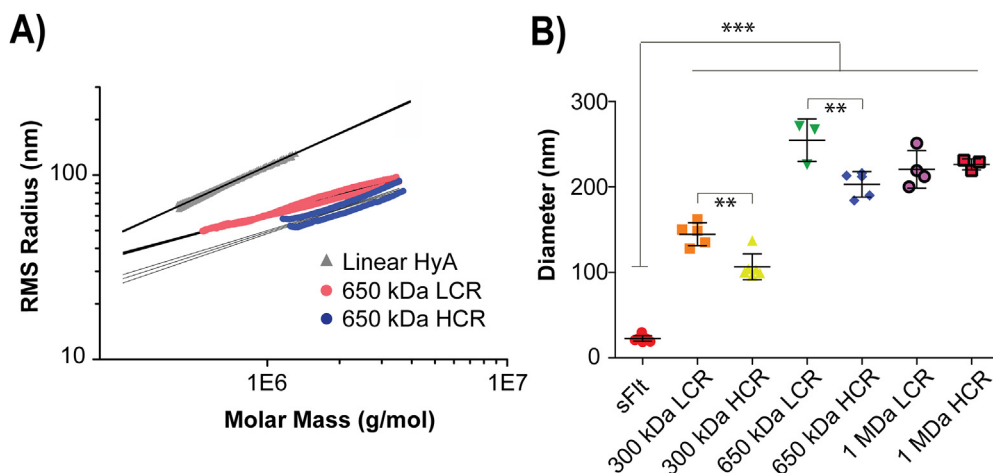 A)
RMS Radius (nm)
100
10
1E6
1E7
Molar Mass (g/mol)
Linear HyA
650 kDa LCR
650 kDa HCR
B)
***
**
**
Diameter (nm)
300
200
100
0
sFlt
300 kDa LCR
300 kDa HCR
650 kDa LCR
650 kDa HCR
1 MDa LCR
1 MDa HCR